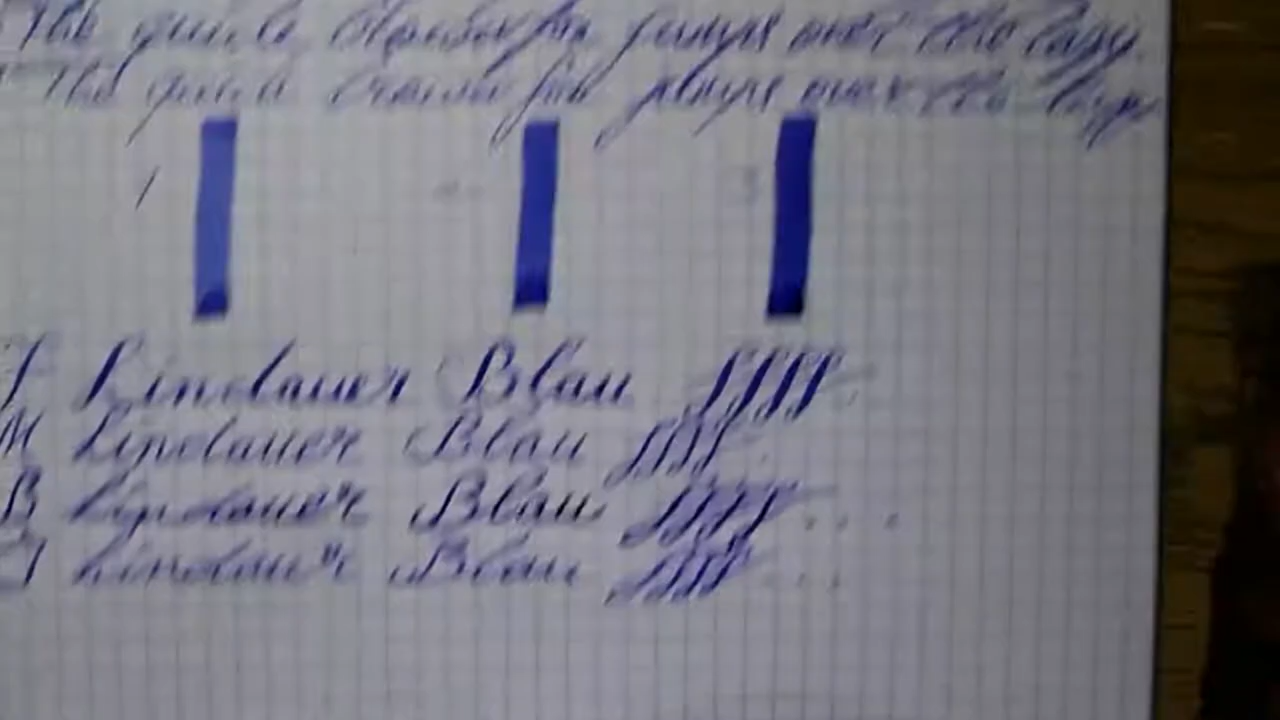 The quick brown fox jumps over the lazy
The quick brown fox jumps over the lazy
1
F Lindauer Blau
M Lindauer Blau
B Lindauer Blau
J Lindauer Blau